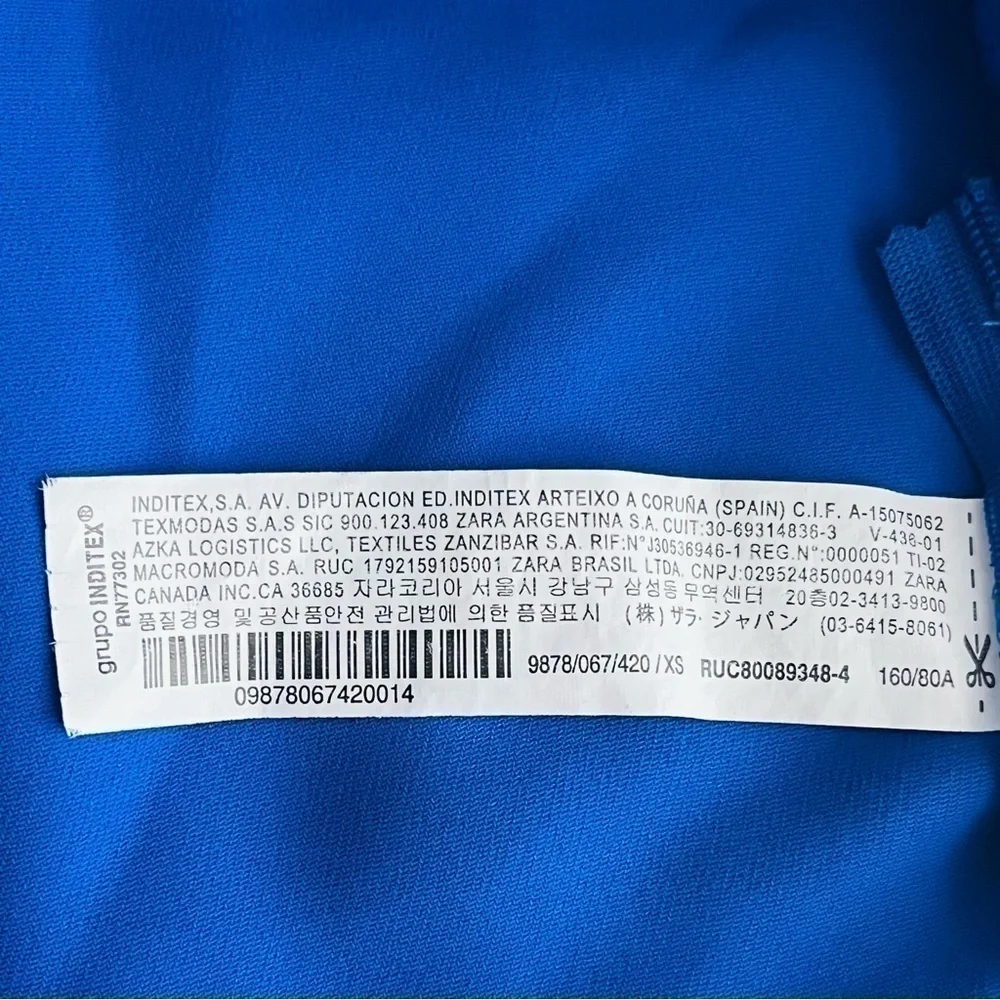 grupo INDITEX®
RN77302
INDITEX,S.A. AV. DIPUTACION ED.INDITEX ARTEIXO A CORUÑA (SPAIN) C.I.F. A-15075062
TEXMODAS S.A.S SIC 900.123.408 ZARA ARGENTINA S.A. CUIT:30-69314836-3 V-436-01
AZKA LOGISTICS LLC, TEXTILES ZANZIBAR S.A. RIF:N°J30536946-1 REG.N°:0000051 TI-02
MACROMODA S.A. RUC 1792159105001 ZARA BRASIL LTDA. CNPJ:02952485000491 ZARA
CANADA INC.CA 36685 자라코리아 서울시 강남구 삼성동 무역센터 20층02-3413-9800
품질경영 및 공산품안전 관리법에 의한 품질표시 (株) ザラ・ジャパン (03-6415-8061)
9878/067/420 /XS RUC80089348-4 160/80A
09878067420014